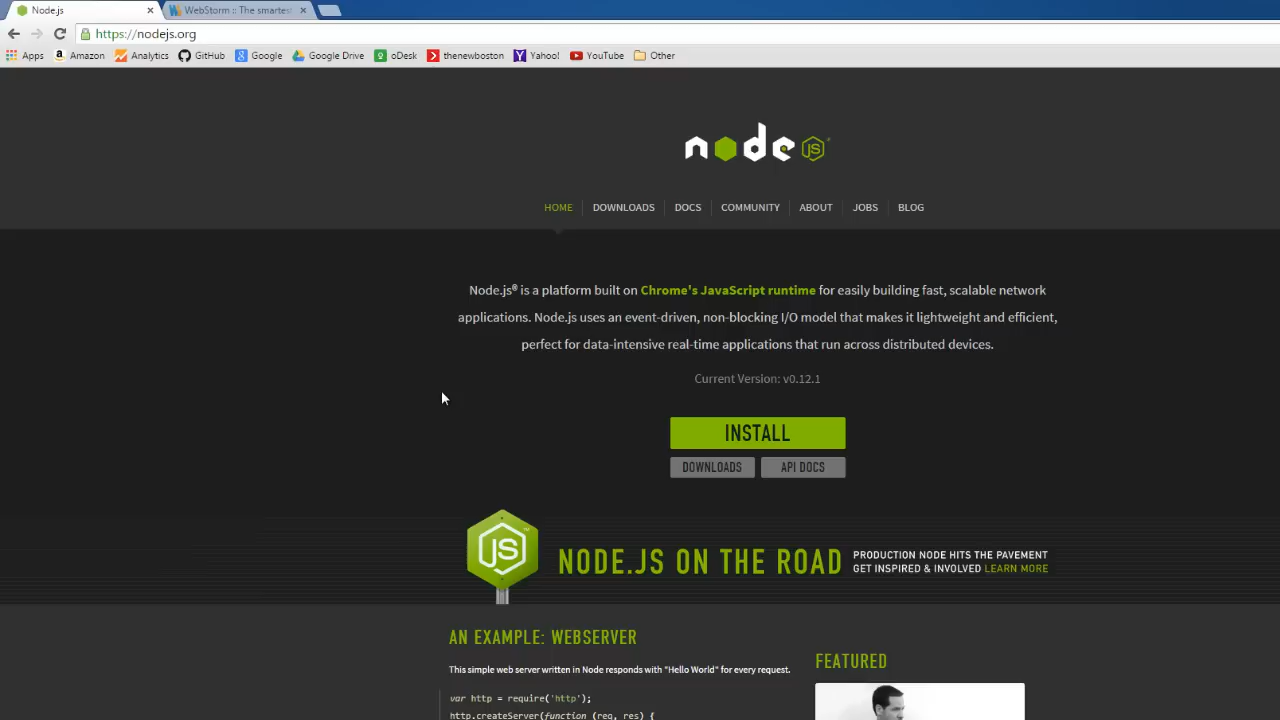 Node.js
WebStorm :: The smartest
https://nodejs.org
Apps Amazon Analytics GitHub Google Google Drive oDesk thenewboston Yahoo! YouTube Other
node JS
HOME DOWNLOADS DOCS COMMUNITY ABOUT JOBS BLOG
Node.js® is a platform built on Chrome's JavaScript runtime for easily building fast, scalable network
applications. Node.js uses an event-driven, non-blocking I/O model that makes it lightweight and efficient,
perfect for data-intensive real-time applications that run across distributed devices.
Current Version: v0.12.1
INSTALL
DOWNLOADS API DOCS
JS™
NODE.JS ON THE ROAD
PRODUCTION NODE HITS THE PAVEMENT
GET INSPIRED & INVOLVED LEARN MORE
AN EXAMPLE: WEBSERVER
This simple web server written in Node responds with "Hello World" for every request.
var http = require('http');
http.createServer(function (req, res) {
FEATURED